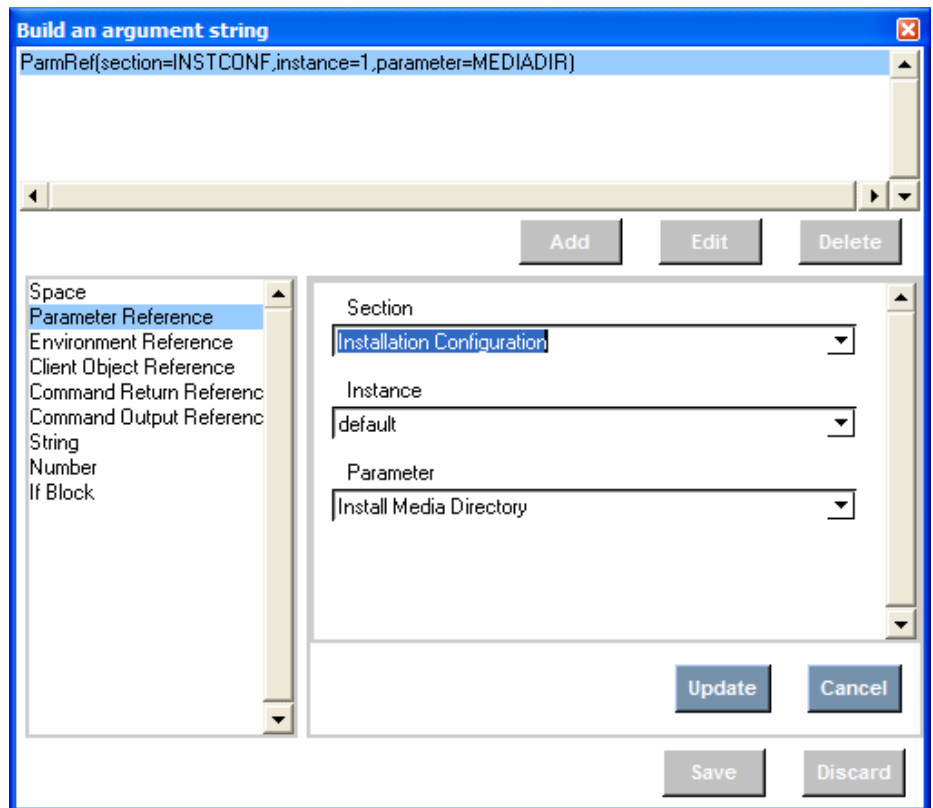 Build an argument string
ParmRef(section=INSTCONF,instance=1,parameter=MEDIADIR)
Add Edit Delete
Space
Parameter Reference
Environment Reference
Client Object Reference
Command Return Referenc
Command Output Referenc
String
Number
If Block
Section
Installation Configuration
Instance
default
Parameter
Install Media Directory
Update Cancel
Save Discard